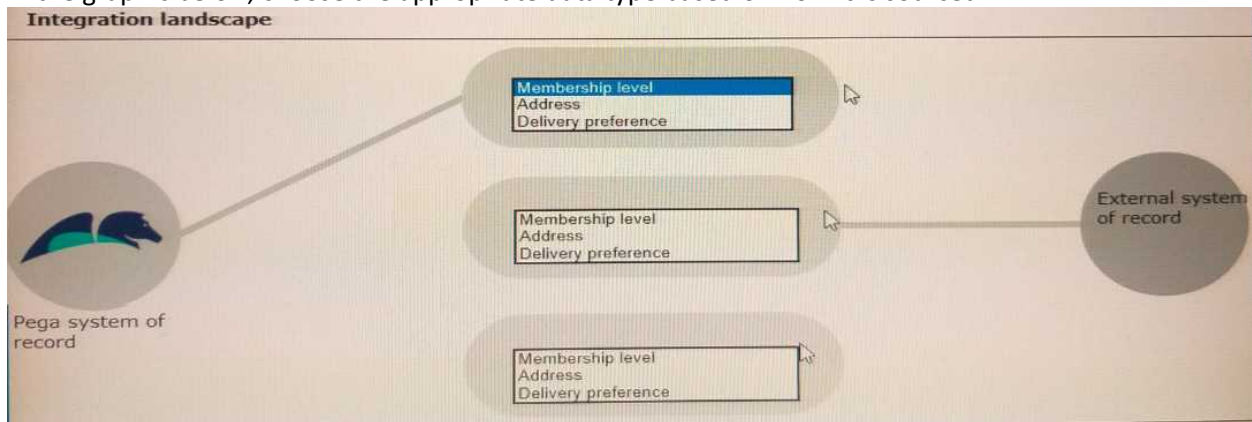 Integration landscape
Membership level
Address
Delivery preference
Membership level
Address
Delivery preference
External system
of record
Pega system of
record
Membership level
Address
Delivery preference